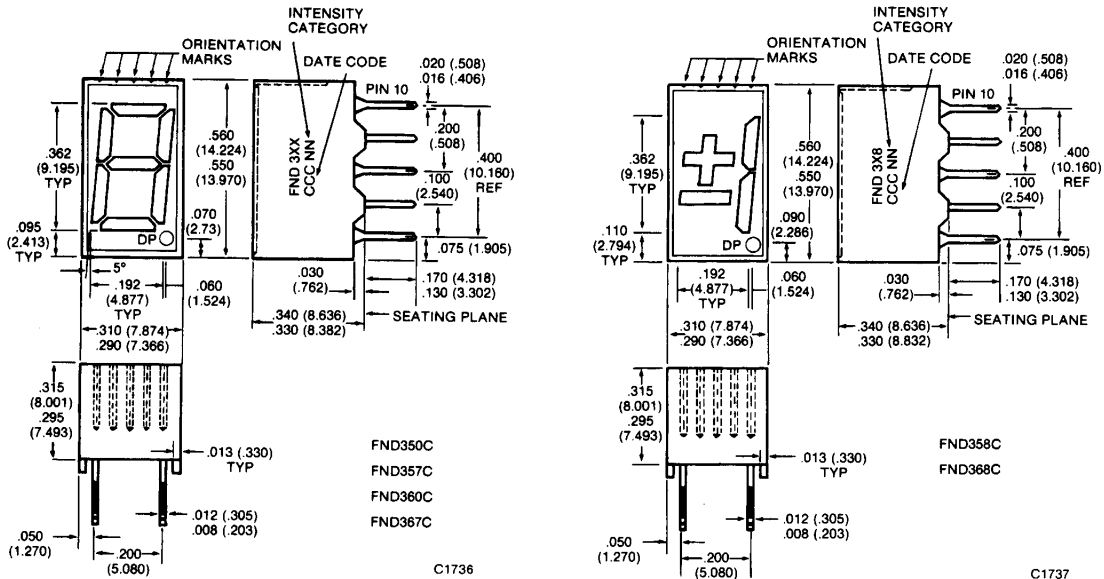 INTENSITY
CATEGORY
ORIENTATION
MARKS
DATE CODE
.020 (.508)
.016 (.406)
PIN 10
.362
(9.195)
TYP
.560
(14.224)
.550
(13.970)
FND 3XX
CCC NN
.200
(.508)
.400
(10.160)
REF
.100
(2.540)
.095
(2.413)
TYP
.070
(2.73)
DP
.075 (1.905)
5°
.192
(4.877)
TYP
.060
(1.524)
.030
(.762)
.170 (4.318)
.130 (3.302)
.340 (8.636)
.330 (8.382)
SEATING PLANE
.310 (7.874)
.290 (7.366)
.315
(8.001)
.295
(7.493)
.013 (.330)
TYP
FND350C
FND357C
FND360C
FND367C
.012 (.305)
.008 (.203)
.050
(1.270)
.200
(5.080)
C1736
INTENSITY
CATEGORY
ORIENTATION
MARKS
DATE CODE
.020 (.508)
.016 (.406)
PIN 10
.362
(9.195)
TYP
.560
(14.224)
.550
(13.970)
FND 3X8
CCC NN
.200
(.508)
.400
(10.160)
REF
.100
(2.540)
.110
(2.794)
TYP
.090
(2.286)
DP
.075 (1.905)
.192
(4.877)
TYP
.060
(1.524)
.030
(.762)
.170 (4.318)
.130 (3.302)
.340 (8.636)
.330 (8.832)
SEATING PLANE
.310 (7.874)
.290 (7.366)
.315
(8.001)
.295
(7.493)
.013 (.330)
TYP
FND358C
FND368C
.012 (.305)
.008 (.203)
.050
(1.270)
.200
(5.080)
C1737